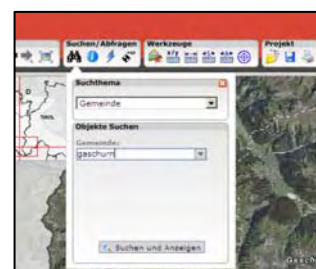 Suchen/Abfragen Werkzeuge Projekt
Suchthema
Gemeinde
Objekte Suchen
Gemeinde:
gaschurn
Suchen und Anzeigen